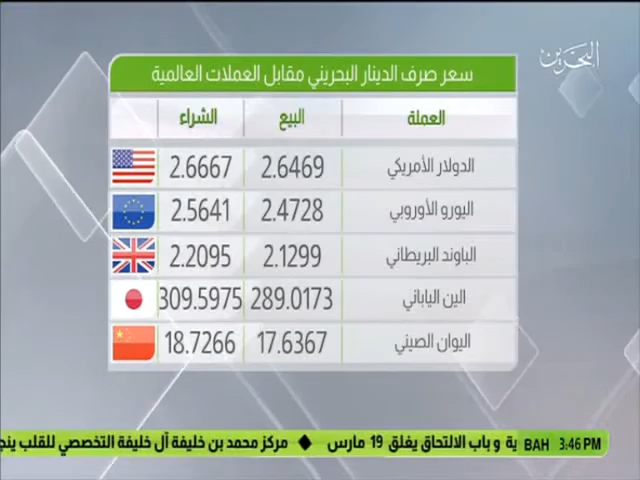 البحرين
سعر صرف الدينار البحريني مقابل العملات العالمية
العملة البيع الشراء
الدولار الأمريكي 2.6469 2.6667
اليورو الأوروبي 2.4728 2.5641
الباوند البريطاني 2.1299 2.2095
الين الياباني 289.0173 309.5975
اليوان الصيني 17.6367 18.7266
BAH 3:46 PM
ية و باب الالتحاق يغلق 19 مارس ◆ مركز محمد بن خليفة آل خليفة التخصصي للقلب